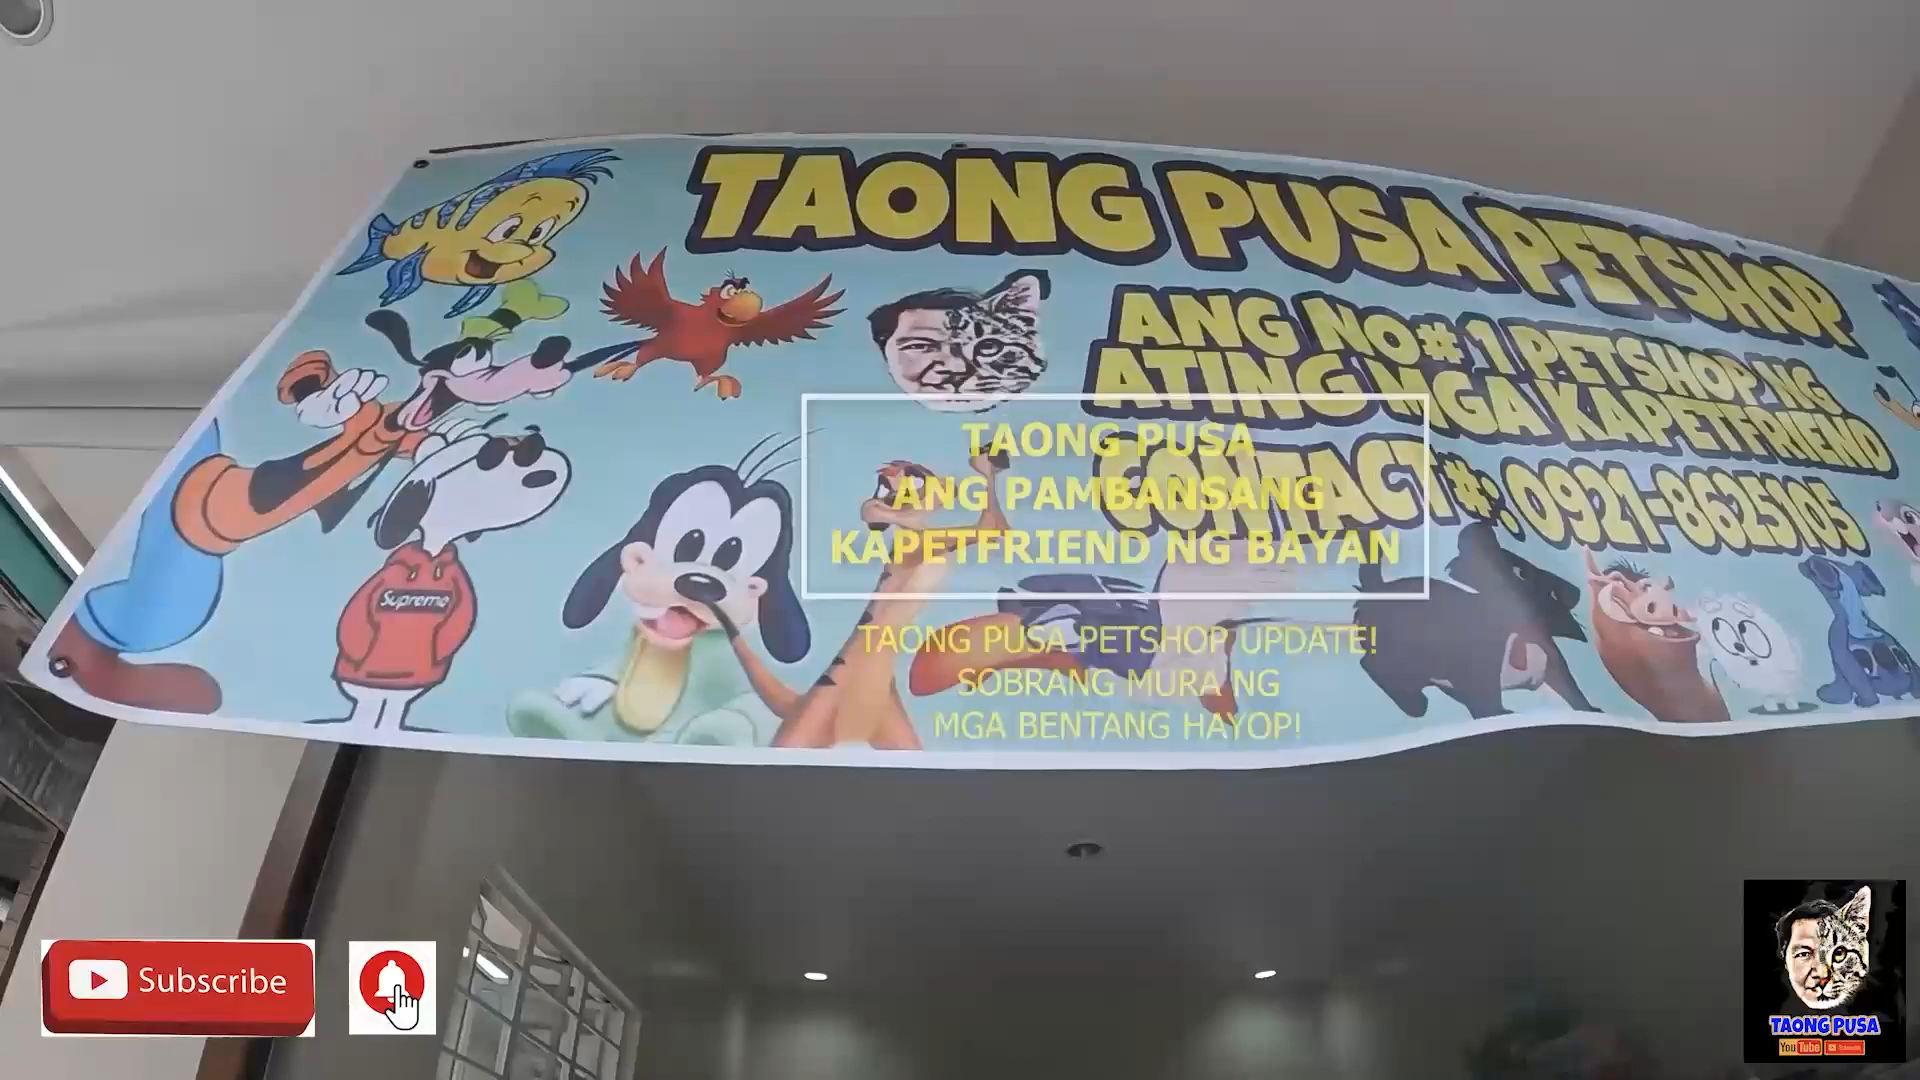 TAONG PUSA PETSHOP
ANG NO#1 PETSHOP NG
ATING MGA KAPETFRIEND
CONTACT #: 0921-8625105
Supreme
TAONG PUSA
ANG PAMBANSANG
KAPETFRIEND NG BAYAN
TAONG PUSA PETSHOP UPDATE!
SOBRANG MURA NG
MGA BENTANG HAYOP!
Subscribe
TAONG PUSA
YouTube